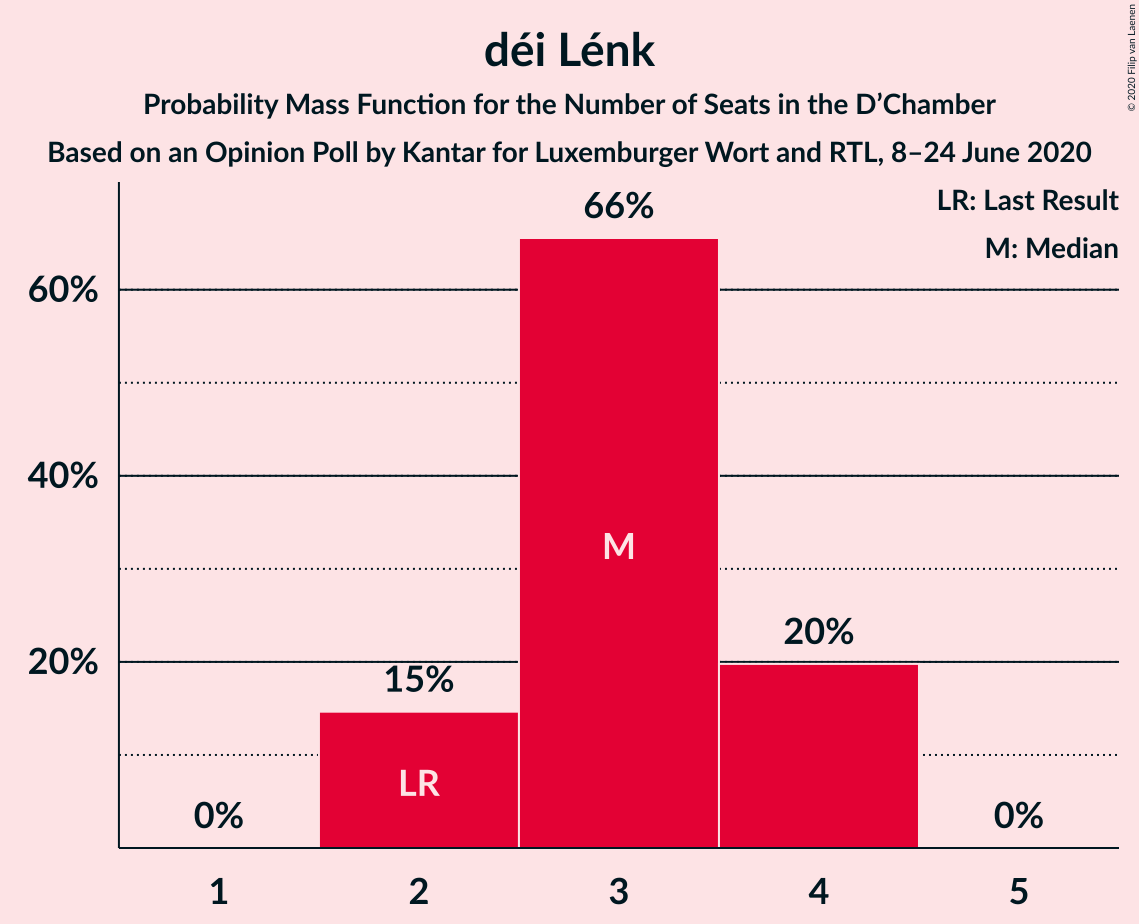 déi Lénk
Probability Mass Function for the Number of Seats in the D’Chamber
Based on an Opinion Poll by Kantar for Luxemburger Wort and RTL, 8–24 June 2020
© 2020 Filip van Laenen
LR: Last Result
M: Median
66%
60%
40%
M
20%
20%
15%
LR
0%
0%
1
2
3
4
5